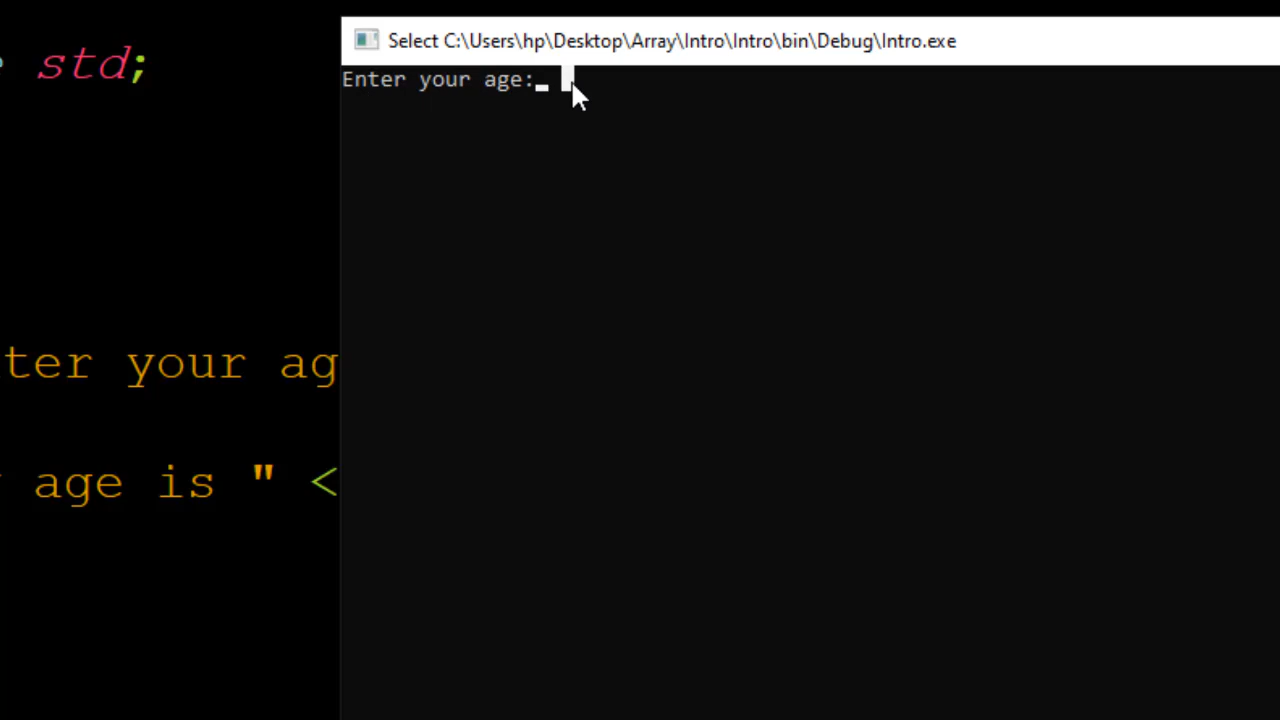 Select C:\Users\hp\Desktop\Array\Intro\Intro\bin\Debug\Intro.exe
Enter your age:
std;
ter your ag
age is " <